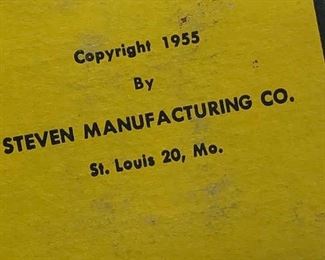 Copyright 1955
By
STEVEN MANUFACTURING CO.
St. Louis 20, Mo.